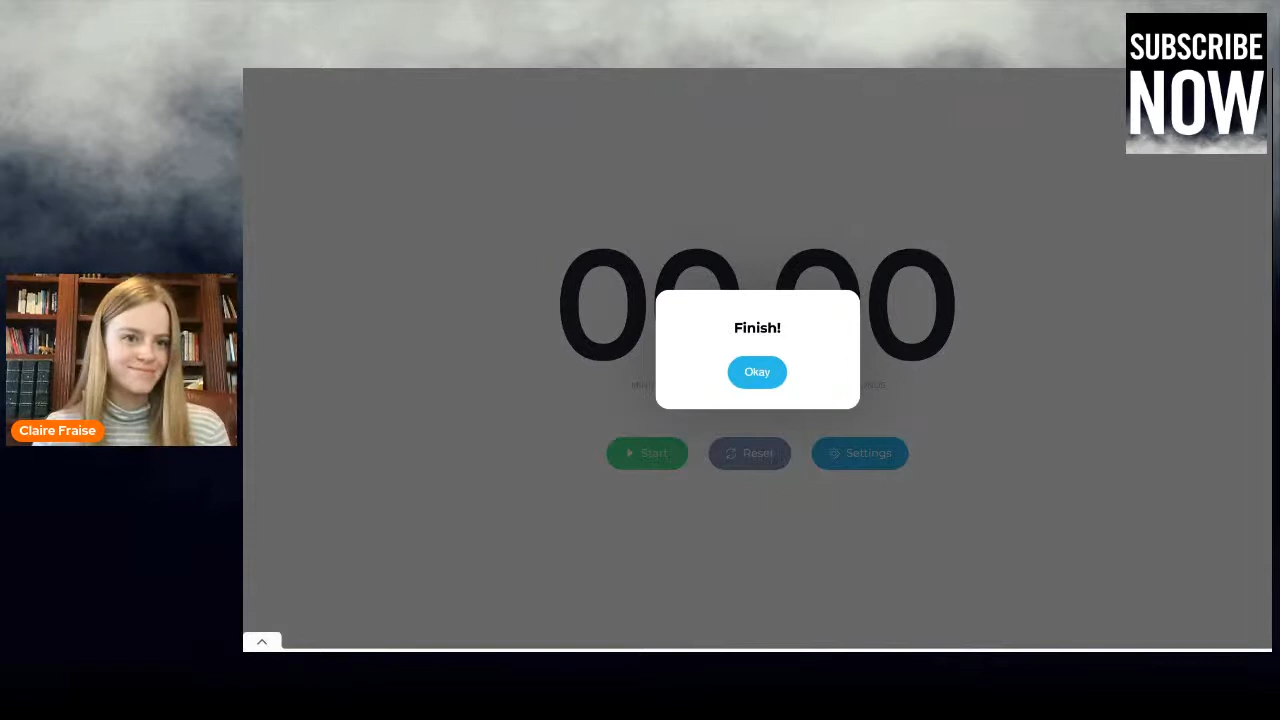 SUBSCRIBE
NOW
00 00
Finish!
Okay
Start
Reset
Settings
Claire Fraise